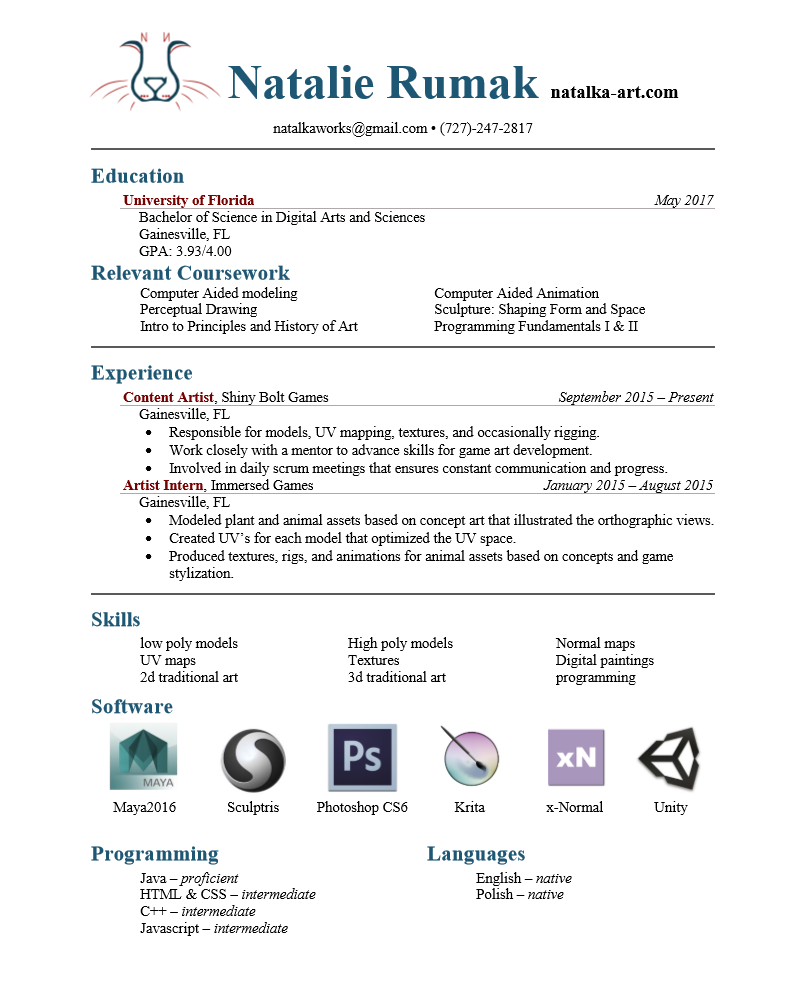 N N
Natalie Rumak natalka-art.com
natalkaworks@gmail.com • (727)-247-2817
Education
University of Florida May 2017
Bachelor of Science in Digital Arts and Sciences
Gainesville, FL
GPA: 3.93/4.00
Relevant Coursework
Computer Aided modeling Computer Aided Animation
Perceptual Drawing Sculpture: Shaping Form and Space
Intro to Principles and History of Art Programming Fundamentals I & II
Experience
Content Artist, Shiny Bolt Games September 2015 – Present
Gainesville, FL
• Responsible for models, UV mapping, textures, and occasionally rigging.
• Work closely with a mentor to advance skills for game art development.
• Involved in daily scrum meetings that ensures constant communication and progress.
Artist Intern, Immersed Games January 2015 – August 2015
Gainesville, FL
• Modeled plant and animal assets based on concept art that illustrated the orthographic views.
• Created UV’s for each model that optimized the UV space.
• Produced textures, rigs, and animations for animal assets based on concepts and game
stylization.
Skills
low poly models High poly models Normal maps
UV maps Textures Digital paintings
2d traditional art 3d traditional art programming
Software
MAYA Ps xN
Maya2016 Sculptris Photoshop CS6 Krita x-Normal Unity
Programming Languages
Java – proficient English – native
HTML & CSS – intermediate Polish – native
C++ – intermediate
Javascript – intermediate